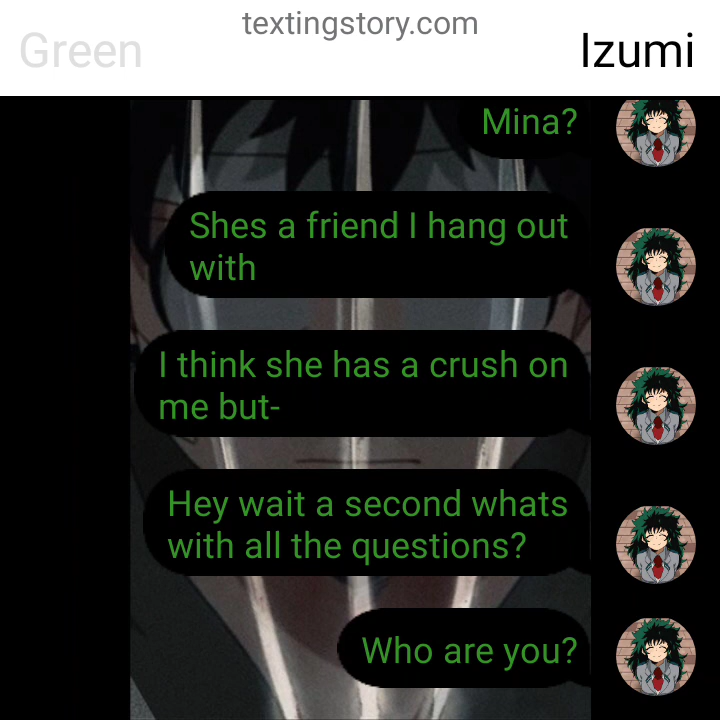 textingstory.com
Green
Izumi
Mina?
Shes a friend I hang out
with
I think she has a crush on
me but-
Hey wait a second whats
with all the questions?
Who are you?